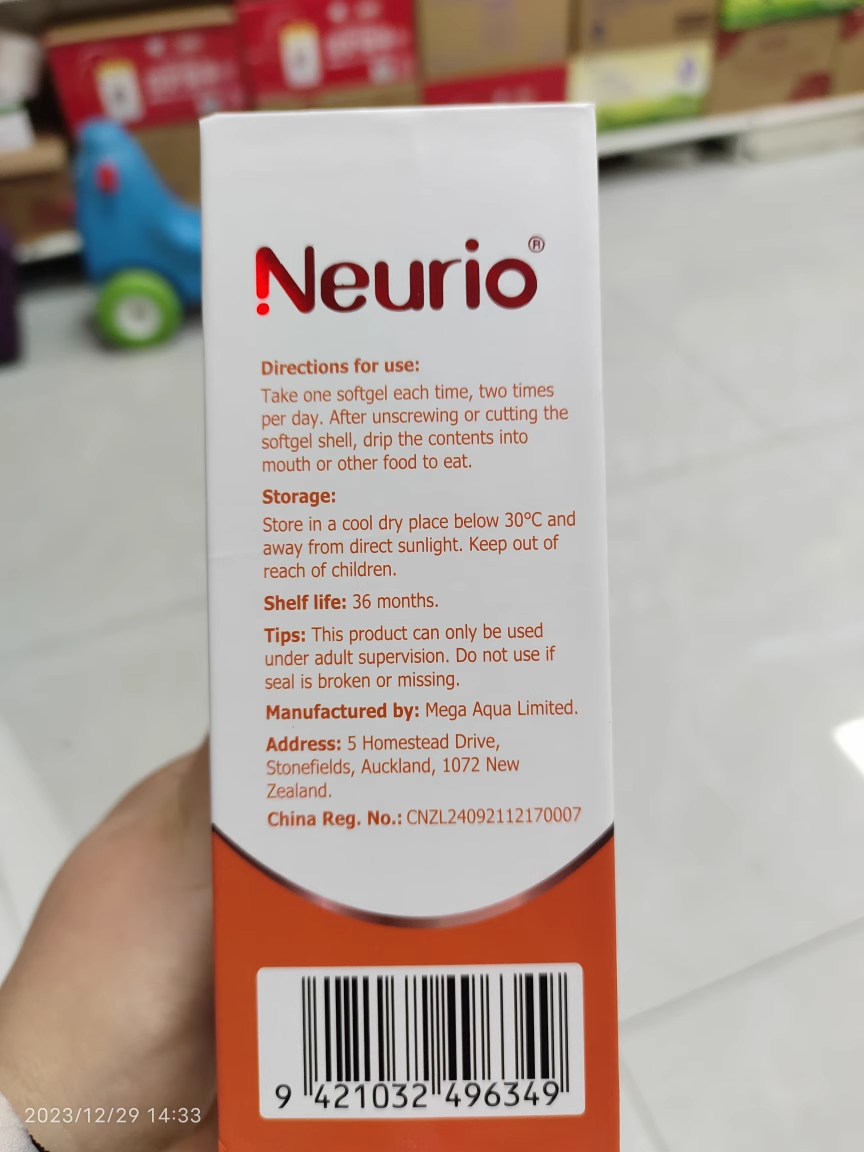 Neurio®
Directions for use:
Take one softgel each time, two times
per day. After unscrewing or cutting the
softgel shell, drip the contents into
mouth or other food to eat.
Storage:
Store in a cool dry place below 30°C and
away from direct sunlight. Keep out of
reach of children.
Shelf life: 36 months.
Tips: This product can only be used
under adult supervision. Do not use if
seal is broken or missing.
Manufactured by: Mega Aqua Limited.
Address: 5 Homestead Drive,
Stonefields, Auckland, 1072 New
Zealand.
China Reg. No.: CNZL24092112170007
9 421032 496349
2023/12/29 14:33